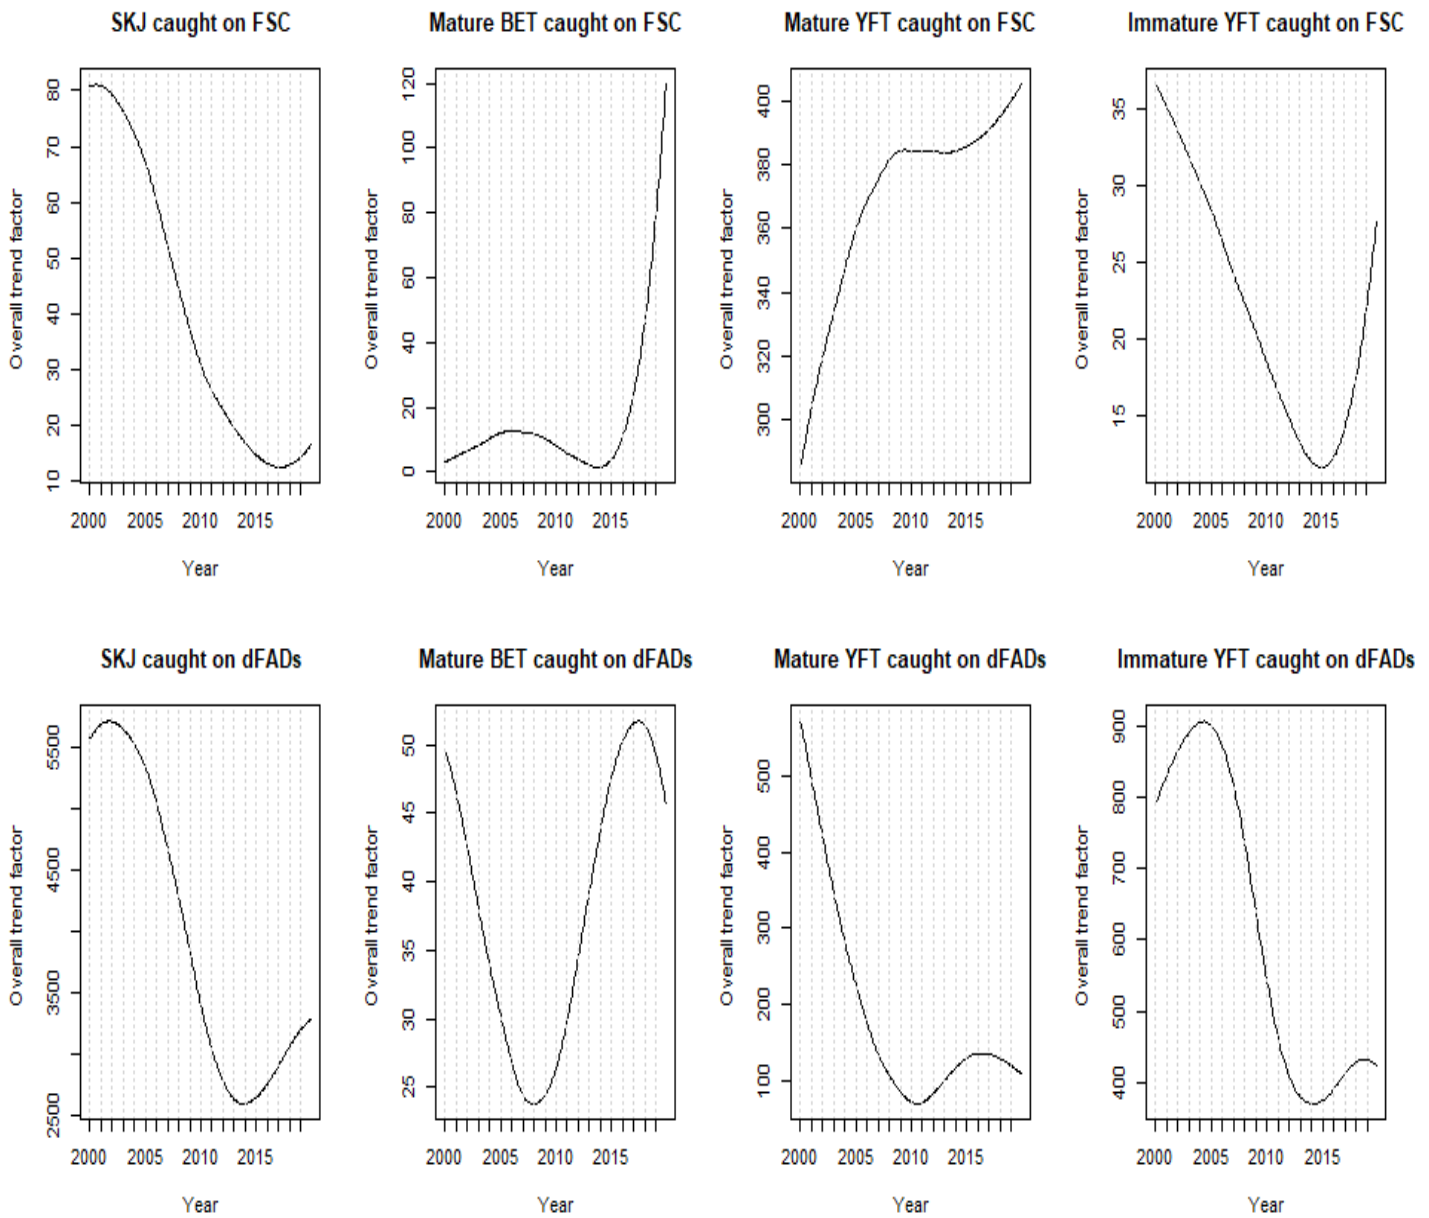 SKJ caught on FSC
Overall trend factor
80
70
60
50
40
30
20
10
2000 2005 2010 2015
Year
Mature BET caught on FSC
Overall trend factor
120
100
80
60
40
20
0
2000 2005 2010 2015
Year
Mature YFT caught on FSC
Overall trend factor
400
380
360
340
320
300
2000 2005 2010 2015
Year
Immature YFT caught on FSC
Overall trend factor
35
30
25
20
15
2000 2005 2010 2015
Year
SKJ caught on dFADs
Overall trend factor
5500
4500
3500
2500
2000 2005 2010 2015
Year
Mature BET caught on dFADs
Overall trend factor
50
45
40
35
30
25
2000 2005 2010 2015
Year
Mature YFT caught on dFADs
Overall trend factor
500
400
300
200
100
2000 2005 2010 2015
Year
Immature YFT caught on dFADs
Overall trend factor
900
800
700
600
500
400
2000 2005 2010 2015
Year